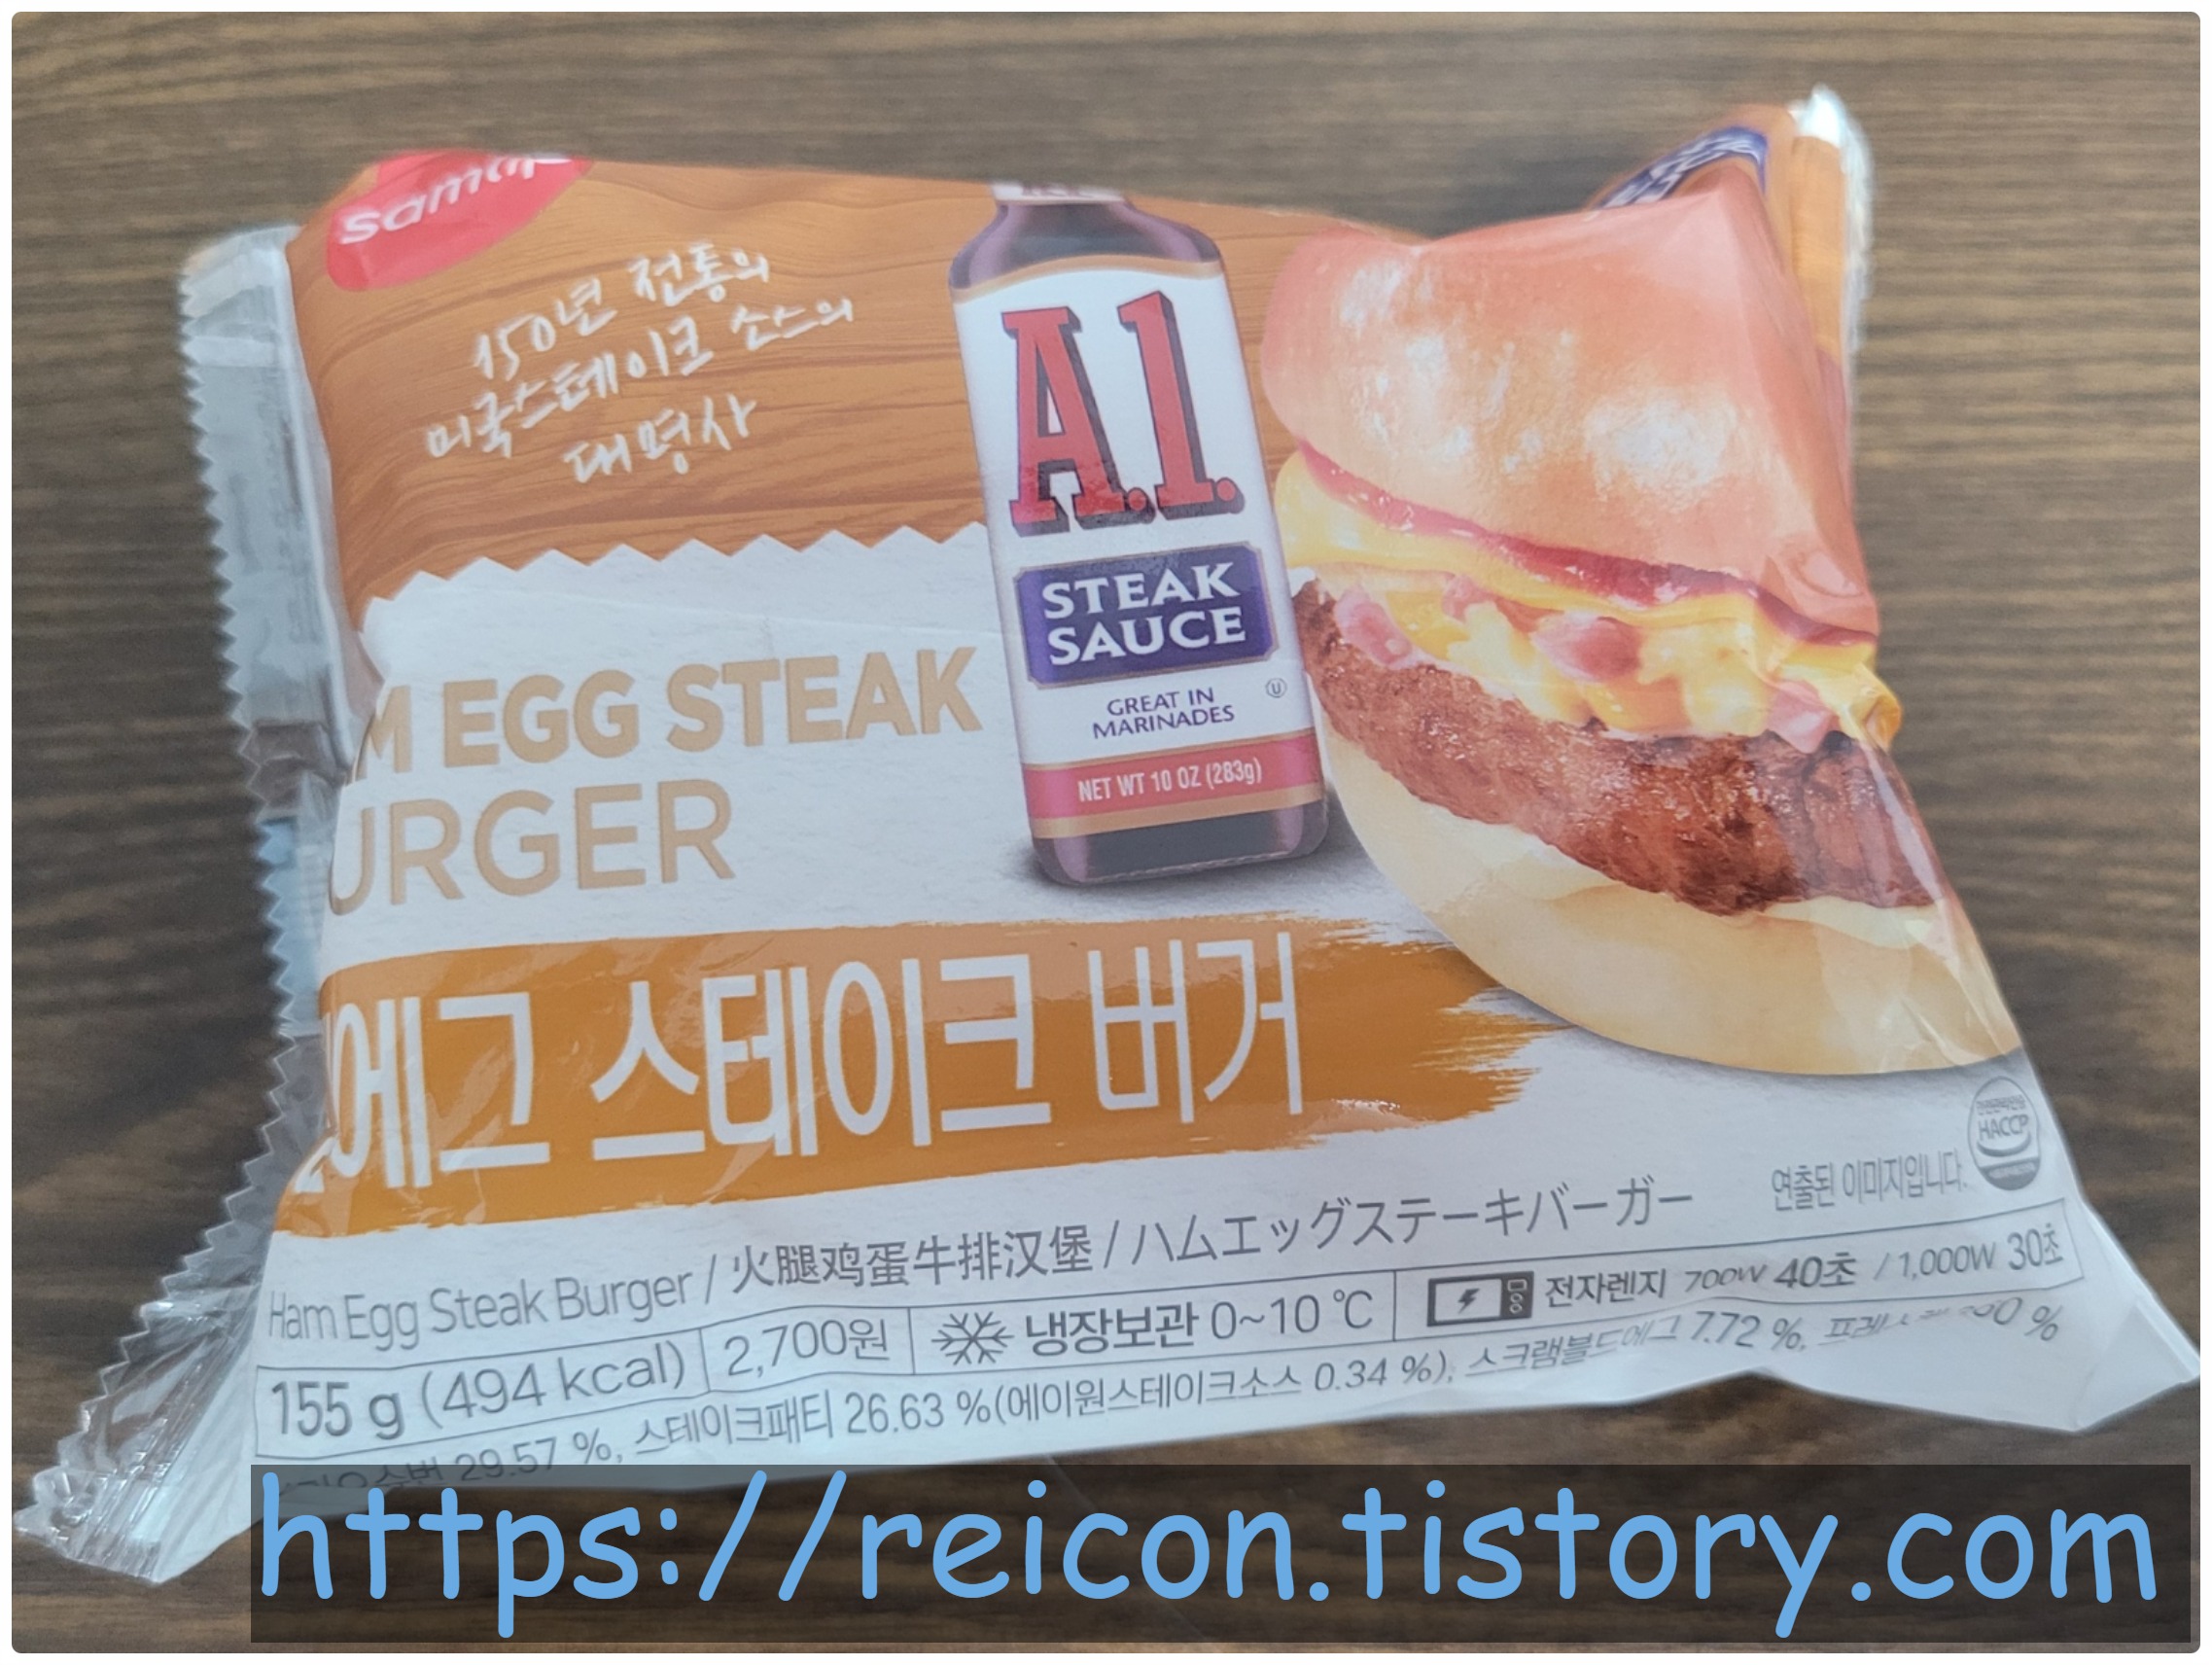 150년 전통의
미국스테이크 소스의
대명사
A.1.
STEAK
SAUCE
GREAT IN
MARINADES
NET WT 10 OZ (283g)
EGG STEAK
URGER
에그 스테이크 버거
HACCP
연출된 이미지입니다.
Ham Egg Steak Burger / 火腿鸡蛋牛排汉堡 / ハムエッグステーキバーガー
155 g (494 kcal) 2,700원 냉장보관 0~10 ℃ 전자렌지 700W 40초 / 1,000W 30초
29.57 %, 스테이크패티 26.63 %(에이원스테이크소스 0.34 %), 스크램블드에그 7.72 %,
https://reicon.tistory.com